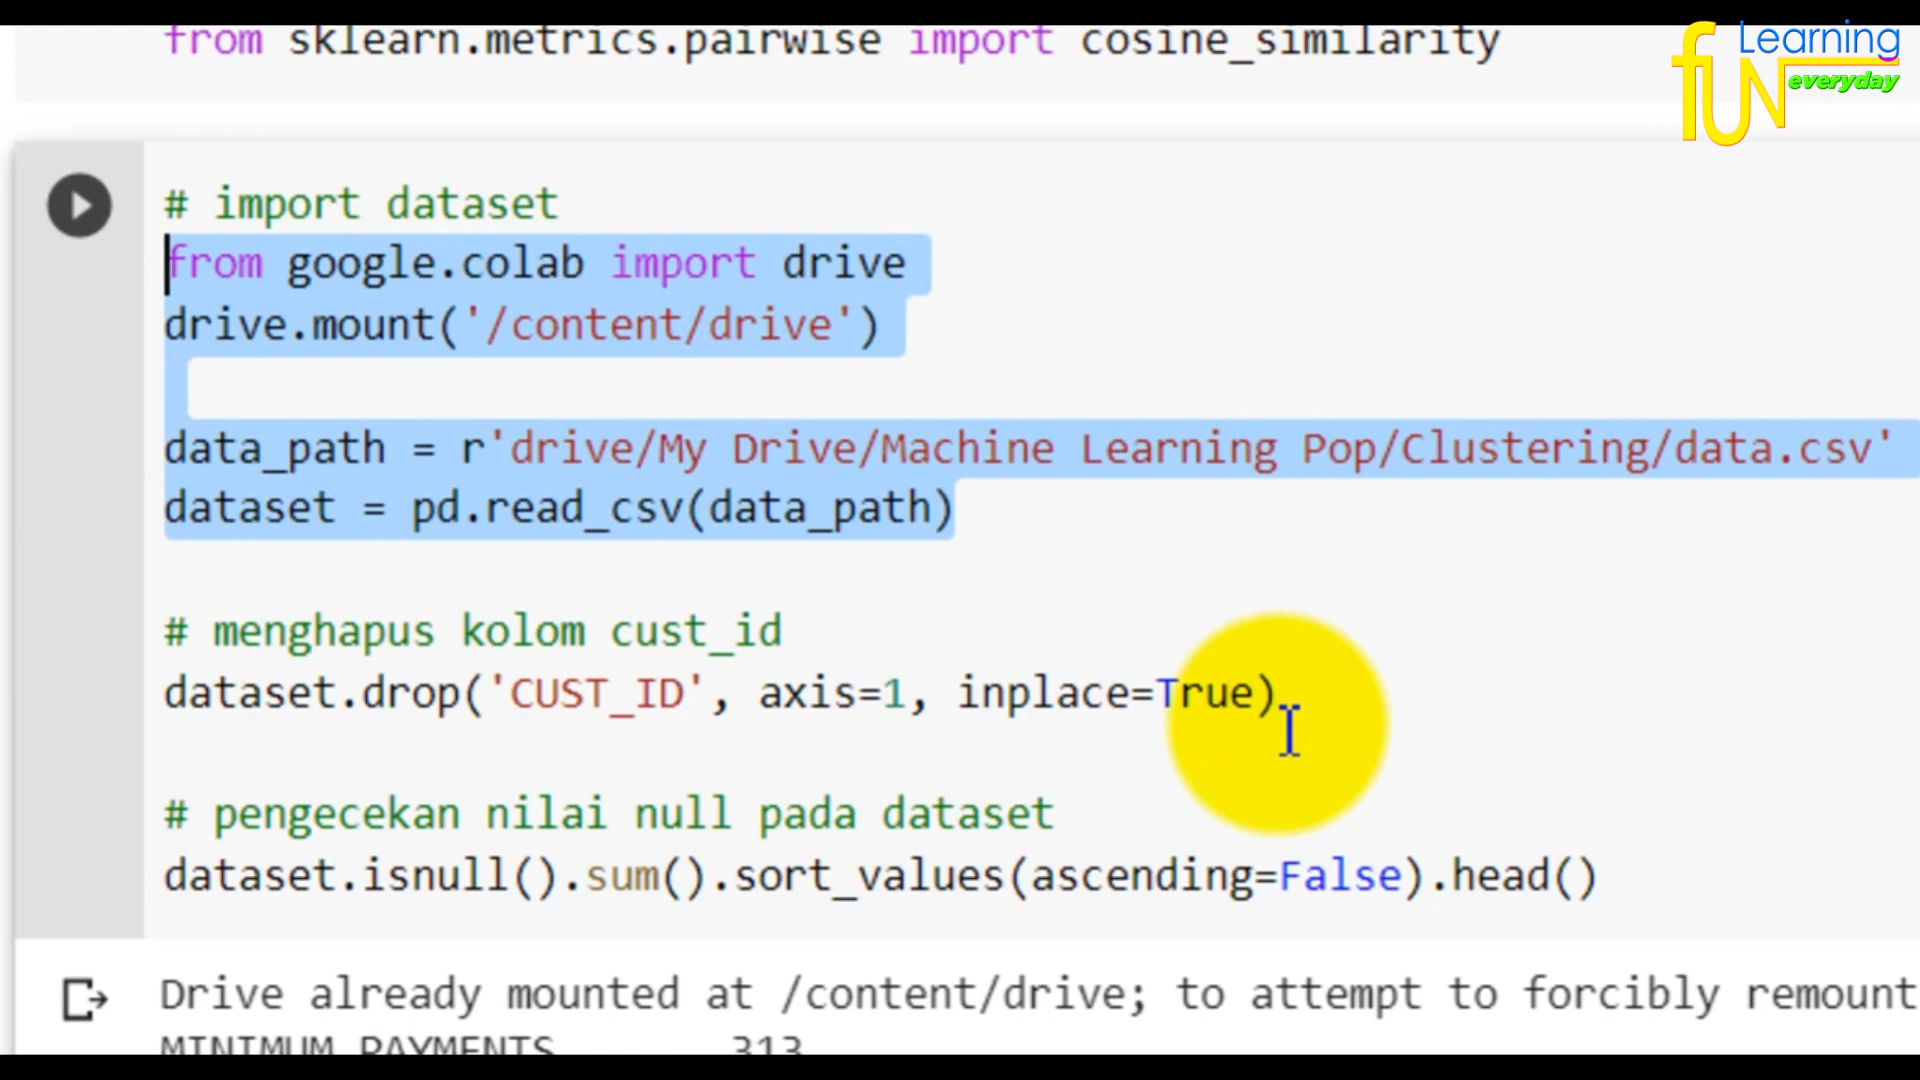 from sklearn.metrics.pairwise import cosine_similarity
Learning
fUN
everyday
# import dataset
from google.colab import drive
drive.mount('/content/drive')
data_path = r'drive/My Drive/Machine Learning Pop/Clustering/data.csv'
dataset = pd.read_csv(data_path)
# menghapus kolom cust_id
dataset.drop('CUST_ID', axis=1, inplace=True)
# pengecekan nilai null pada dataset
dataset.isnull().sum().sort_values(ascending=False).head()
Drive already mounted at /content/drive; to attempt to forcibly remount
MINIMUM_PAYMENTS 313